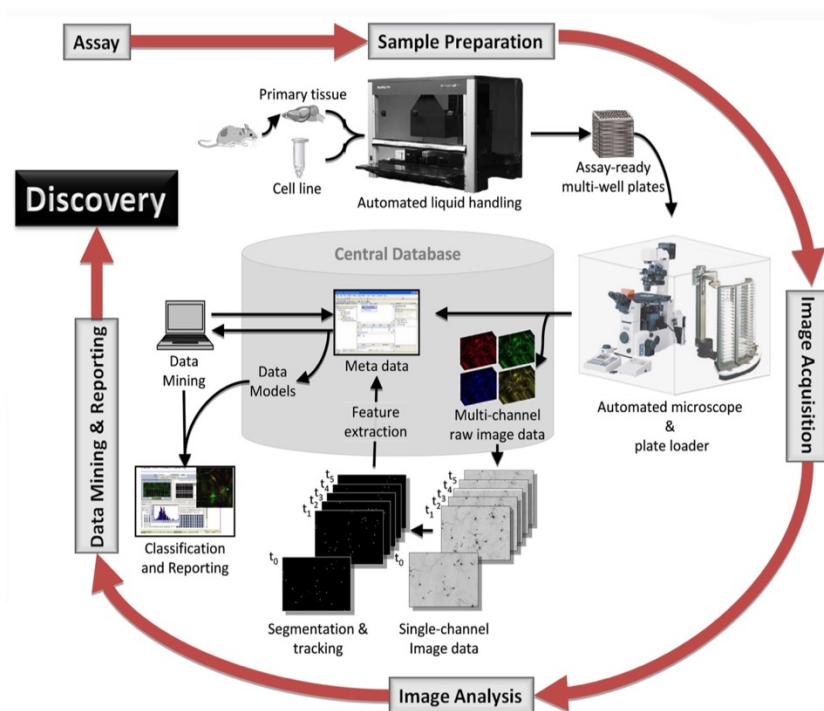 Assay
Sample Preparation
Primary tissue
Cell line
Automated liquid handling
Assay-ready
multi-well plates
Discovery
Central Database
Image Acquisition
Data
Mining
Meta data
Data
Models
Feature
extraction
Multi-channel
raw image data
Automated microscope
&
plate loader
Data Mining & Reporting
Classification
and Reporting
t5
t4
t3
t2
t1
t0
Segmentation &
tracking
t5
t4
t3
t2
t1
t0
Single-channel
Image data
Image Analysis